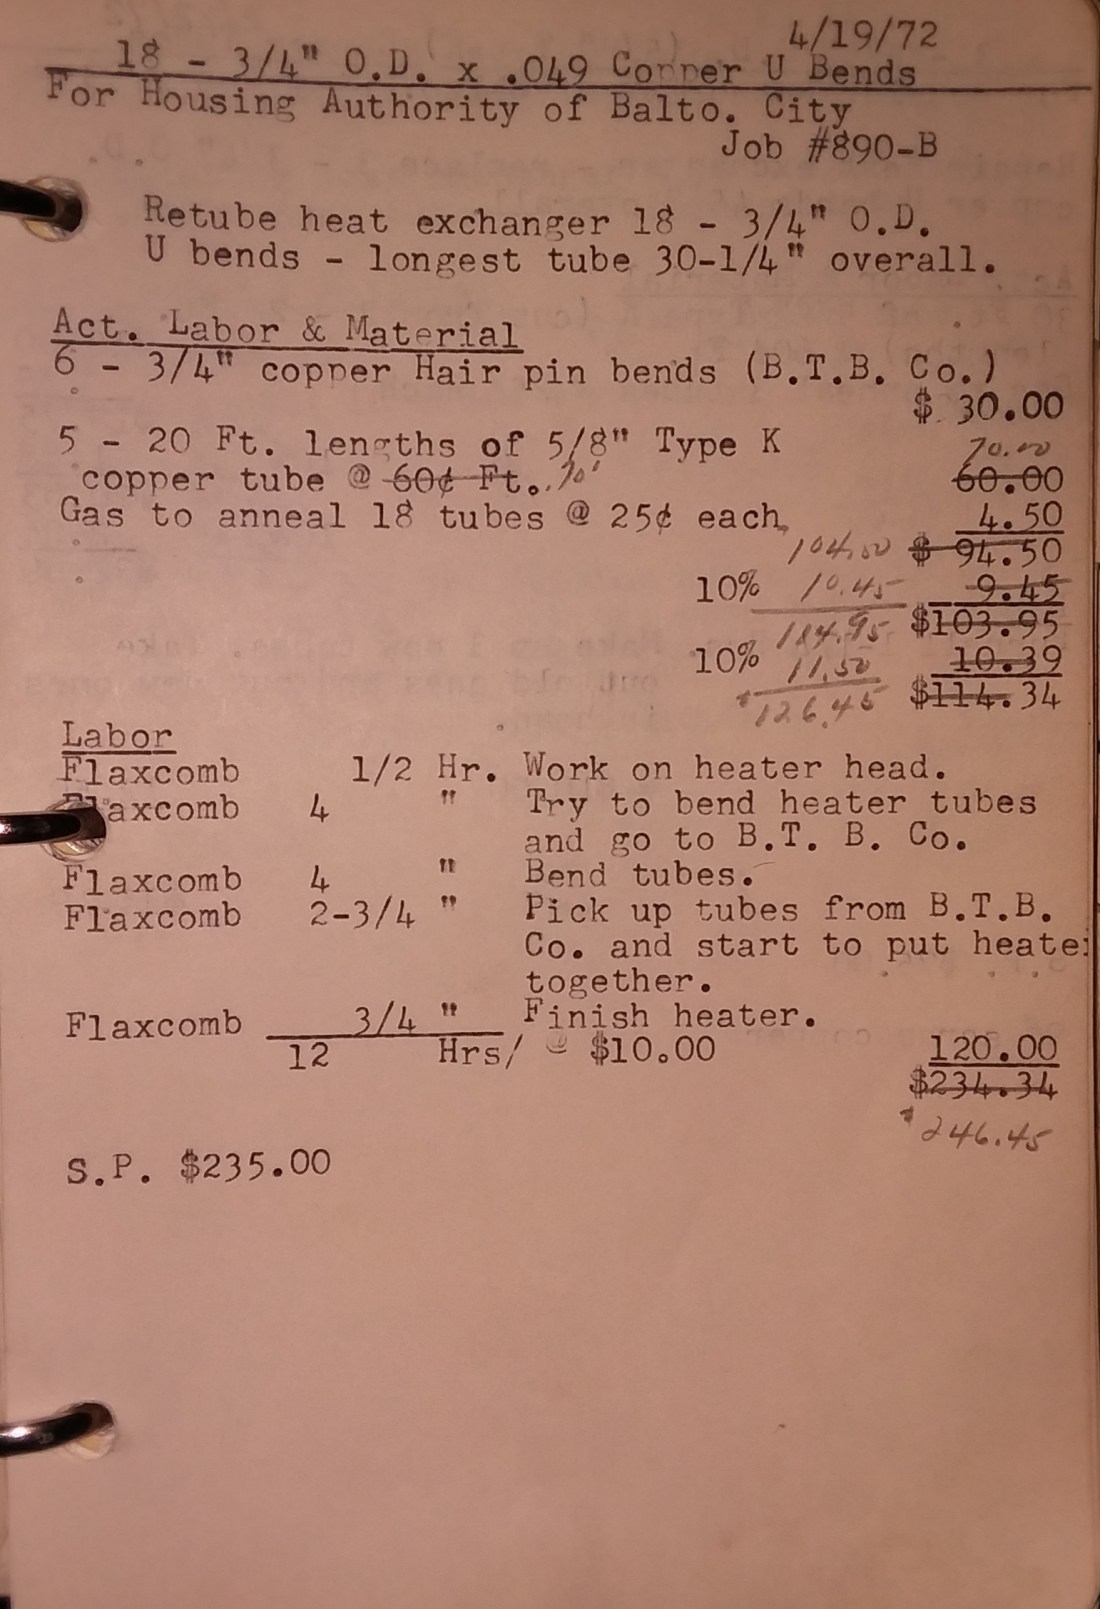 4/19/72
18 - 3/4" O.D. x .049 Copper U Bends
For Housing Authority of Balto. City
Job #890-B
Retube heat exchanger 18 - 3/4" O.D.
U bends - longest tube 30-1/4" overall.
Act. Labor & Material
6 - 3/4" copper Hair pin bends (B.T.B. Co.)
$ 30.00
5 - 20 Ft. lengths of 5/8" Type K 70.00
copper tube @ 60¢ Ft. 70¢ 60.00
Gas to anneal 18 tubes @ 25¢ each 4.50
104.50 $ 94.50
10% 10.45 9.45
114.95 $103.95
10% 11.50 10.39
$126.45 $114.34
Labor
Flaxcomb 1/2 Hr. Work on heater head.
Flaxcomb 4 " Try to bend heater tubes
and go to B.T. B. Co.
Flaxcomb 4 " Bend tubes.
Flaxcomb 2-3/4 " Pick up tubes from B.T.B.
Co. and start to put heater
together.
Flaxcomb 3/4 " Finish heater.
12 Hrs/ @ $10.00 120.00
$234.34
$246.45
S.P. $235.00